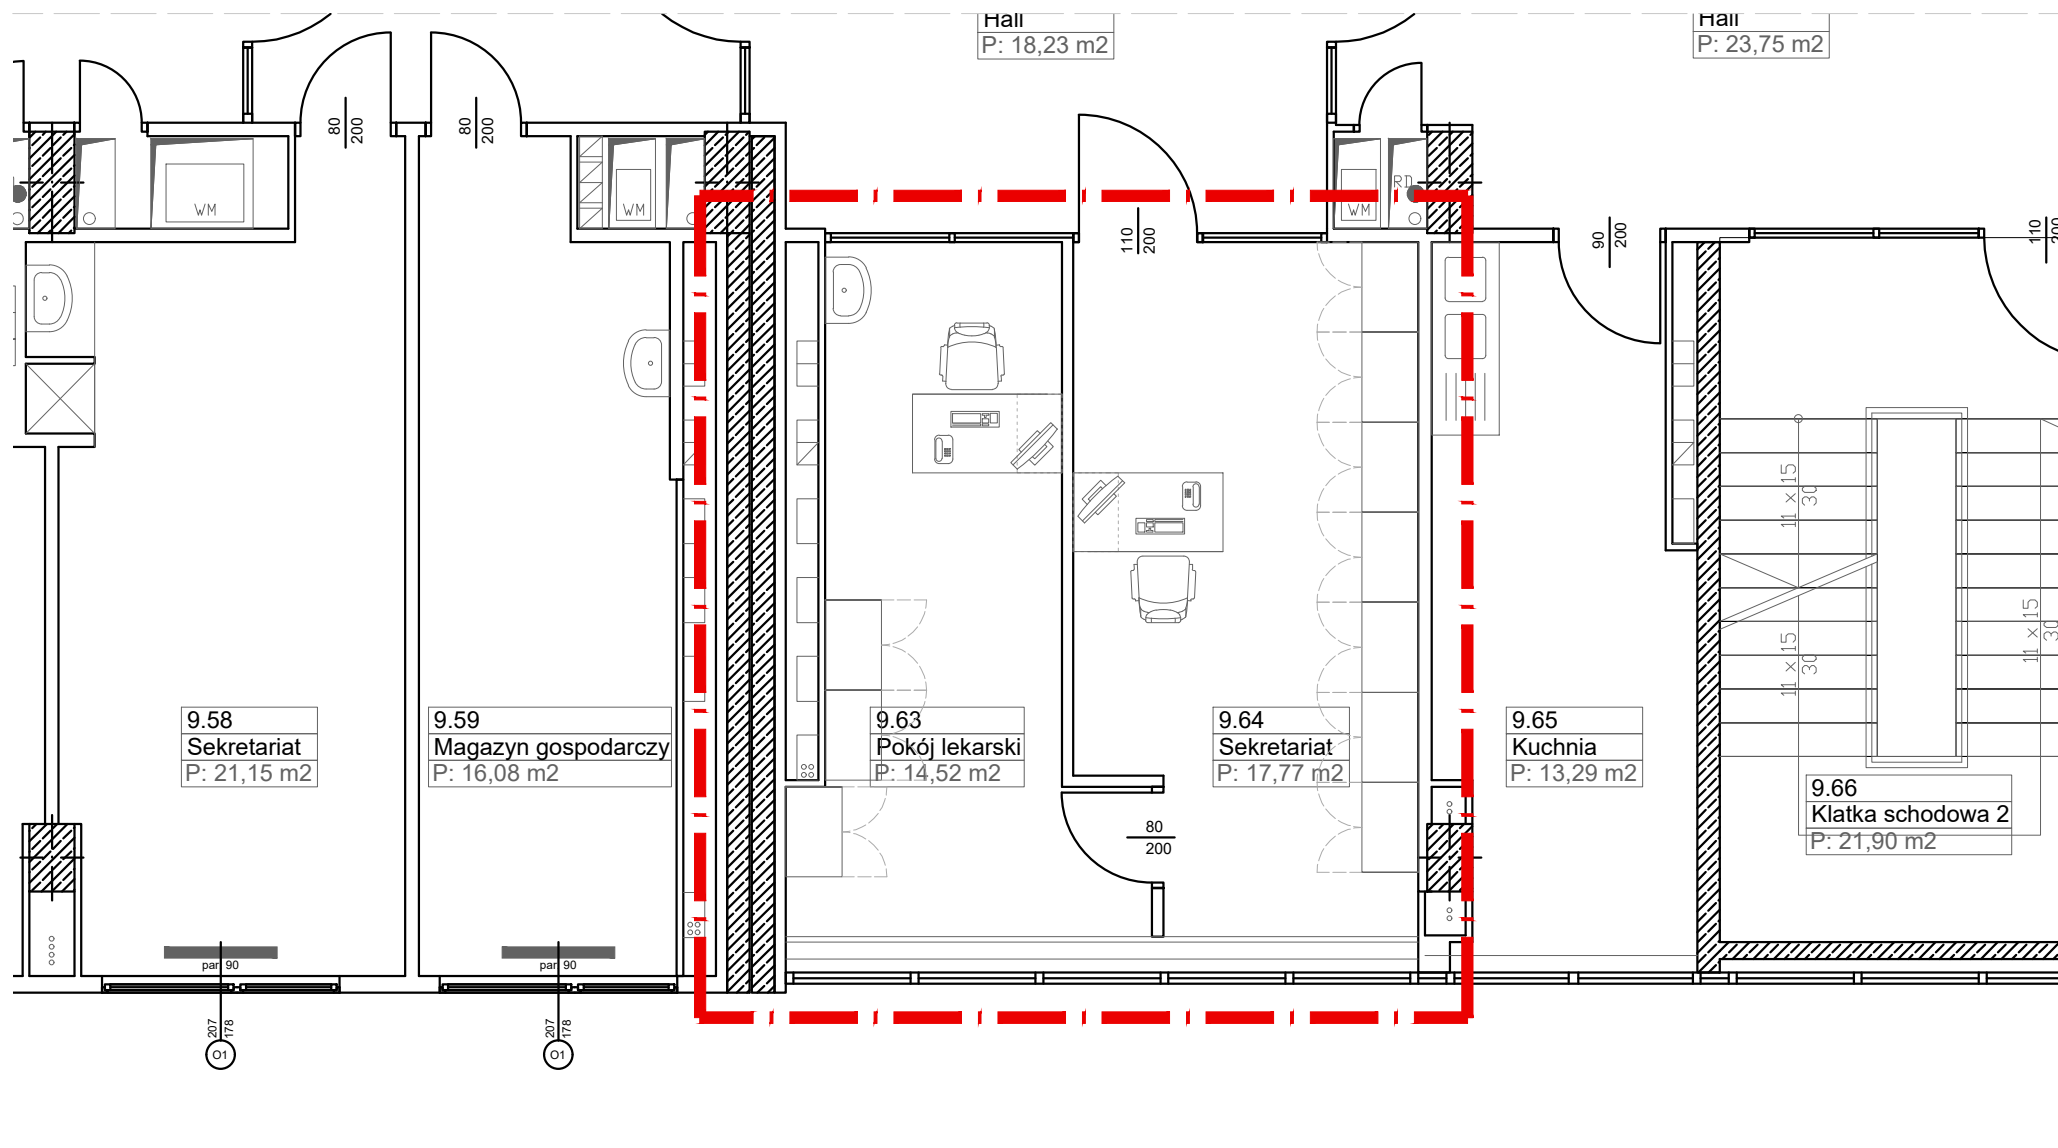 Hall
P: 18,23 m2
Hall
P: 23,75 m2
80
200
80
200
WM
WM
WM
RD
110
200
90
200
110
200
11 x 15
30
11 x 15
30
11 x 15
30
9.58
Sekretariat
P: 21,15 m2
9.59
Magazyn gospodarczy
P: 16,08 m2
9.63
Pokój lekarski
P: 14,52 m2
9.64
Sekretariat
P: 17,77 m2
9.65
Kuchnia
P: 13,29 m2
9.66
Klatka schodowa 2
P: 21,90 m2
80
200
par 90
par 90
207
178
O1
207
178
O1